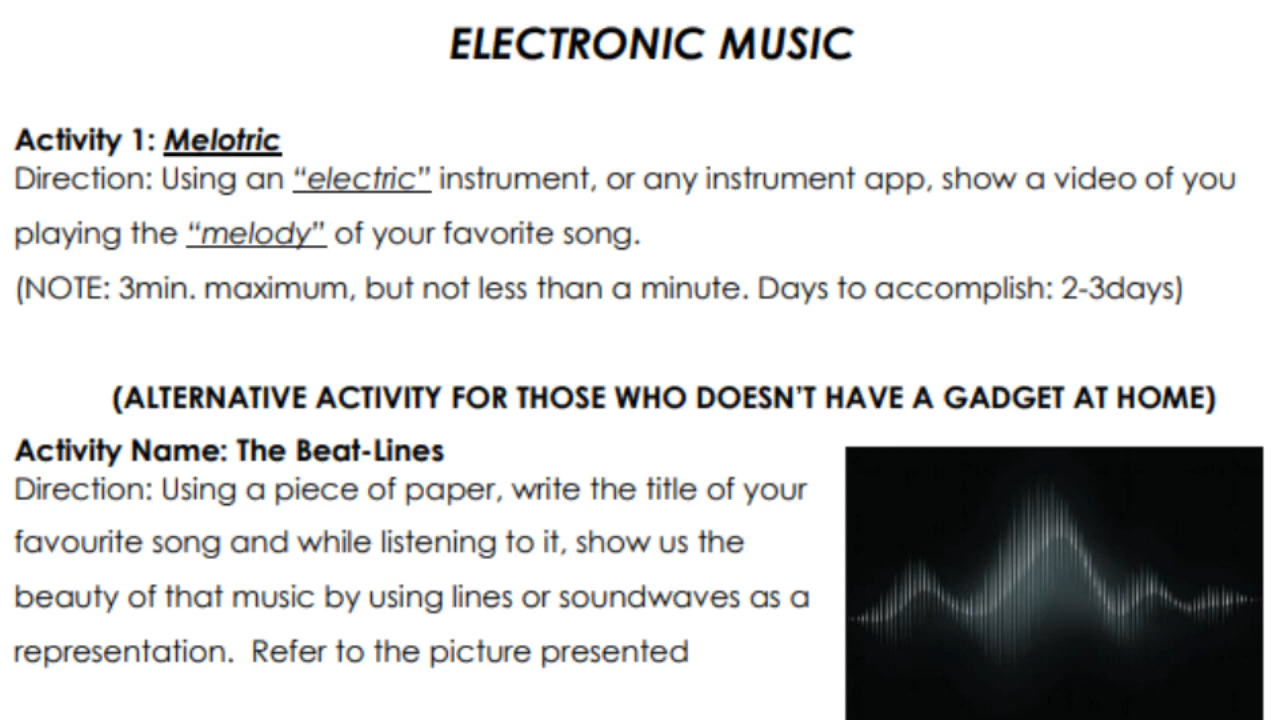 ELECTRONIC MUSIC
Activity 1: Melotric
Direction: Using an “electric” instrument, or any instrument app, show a video of you
playing the “melody” of your favorite song.
(NOTE: 3min. maximum, but not less than a minute. Days to accomplish: 2-3days)
(ALTERNATIVE ACTIVITY FOR THOSE WHO DOESN’T HAVE A GADGET AT HOME)
Activity Name: The Beat-Lines
Direction: Using a piece of paper, write the title of your
favourite song and while listening to it, show us the
beauty of that music by using lines or soundwaves as a
representation.  Refer to the picture presented